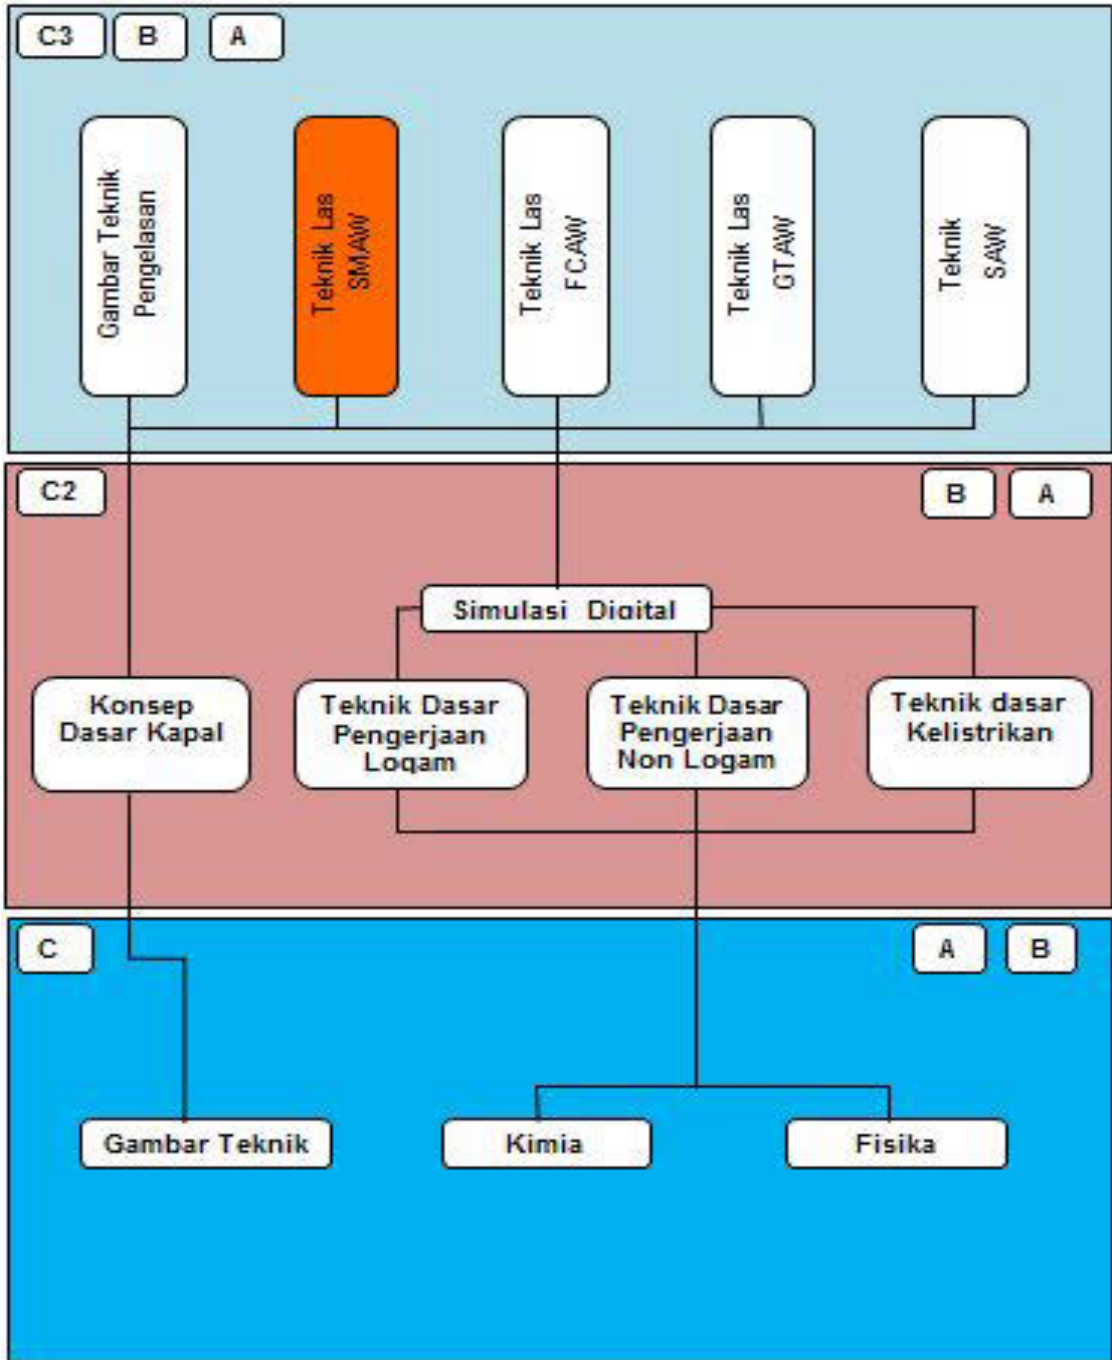 C3 B A
Gambar Teknik
Pengelasan
Teknik Las
SMAW
Teknik Las
FCAW
Teknik Las
GTAW
Teknik
SAW
C2 B A
Simulasi Digital
Konsep
Dasar Kapal
Teknik Dasar
Pengerjaan
Logam
Teknik Dasar
Pengerjaan
Non Logam
Teknik dasar
Kelistrikan
C A B
Gambar Teknik
Kimia
Fisika